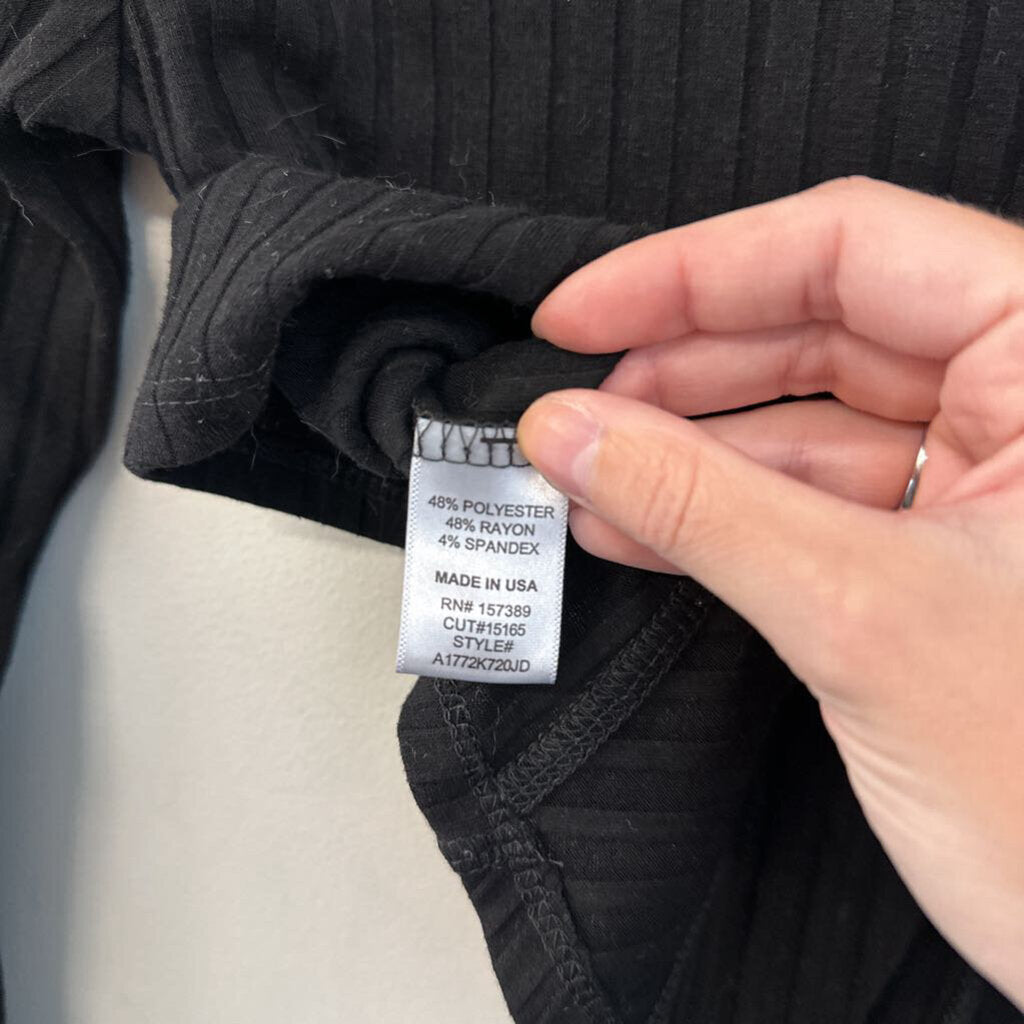 48% POLYESTER
48% RAYON
4% SPANDEX
MADE IN USA
RN# 157389
CUT#15165
STYLE#
A1772K720JD